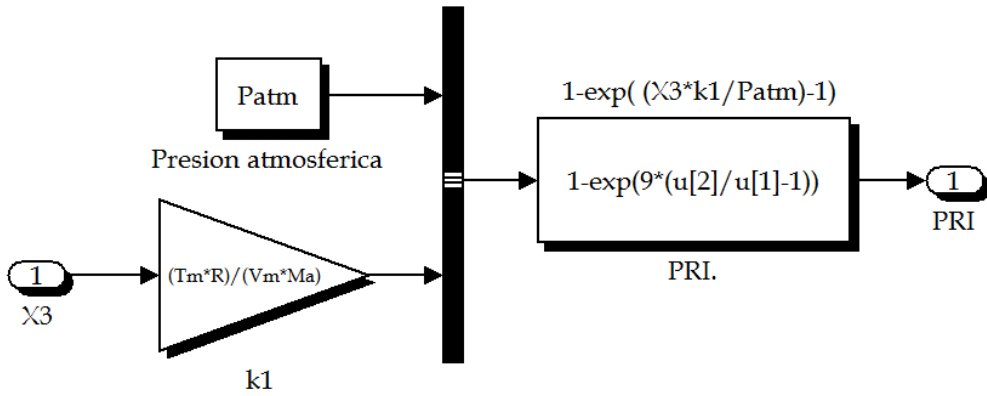 Patm
Presion atmosferica
1
X3
(Tm*R)/(Vm*Ma)
k1
1-exp( (X3*k1/Patm)-1)
1-exp(9*(u[2]/u[1]-1))
PRI.
1
PRI